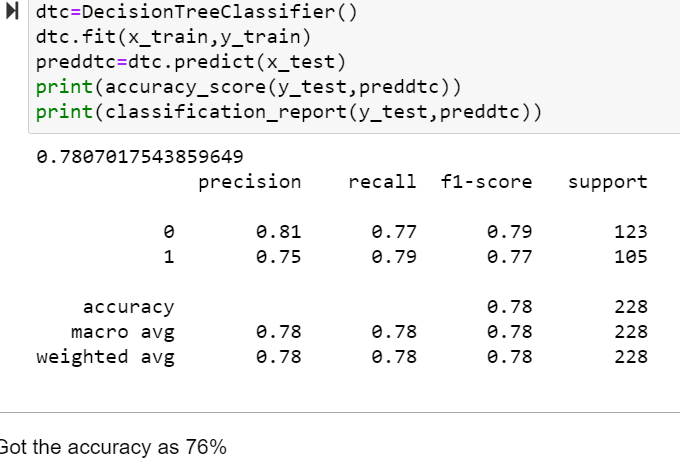 dtc=DecisionTreeClassifier()
dtc.fit(x_train,y_train)
preddtc=dtc.predict(x_test)
print(accuracy_score(y_test,preddtc))
print(classification_report(y_test,preddtc))
0.7807017543859649
precision recall f1-score support
0 0.81 0.77 0.79 123
1 0.75 0.79 0.77 105
accuracy 0.78 228
macro avg 0.78 0.78 0.78 228
weighted avg 0.78 0.78 0.78 228
Got the accuracy as 76%